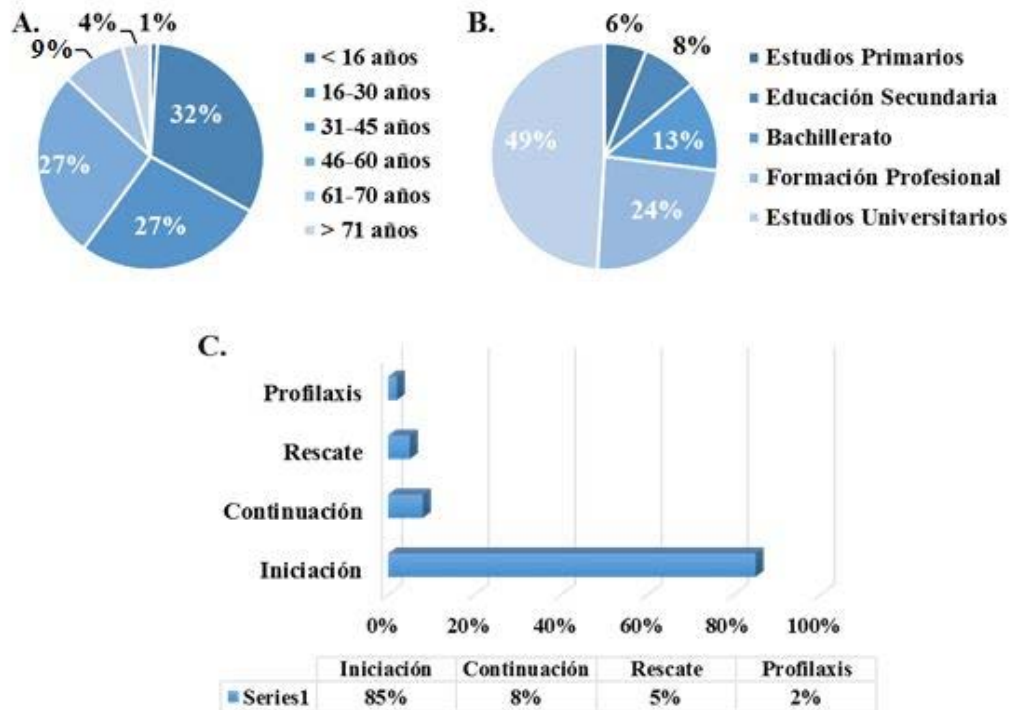 A.
4%
1%
9%
32%
27%
27%
< 16 años
16-30 años
31-45 años
46-60 años
61-70 años
> 71 años
B.
6%
8%
13%
24%
49%
Estudios Primarios
Educación Secundaria
Bachillerato
Formación Profesional
Estudios Universitarios
C.
Profilaxis
Rescate
Continuación
Iniciación
0% 20% 40% 60% 80% 100%
Iniciación Continuación Rescate Profilaxis
Series1 85% 8% 5% 2%